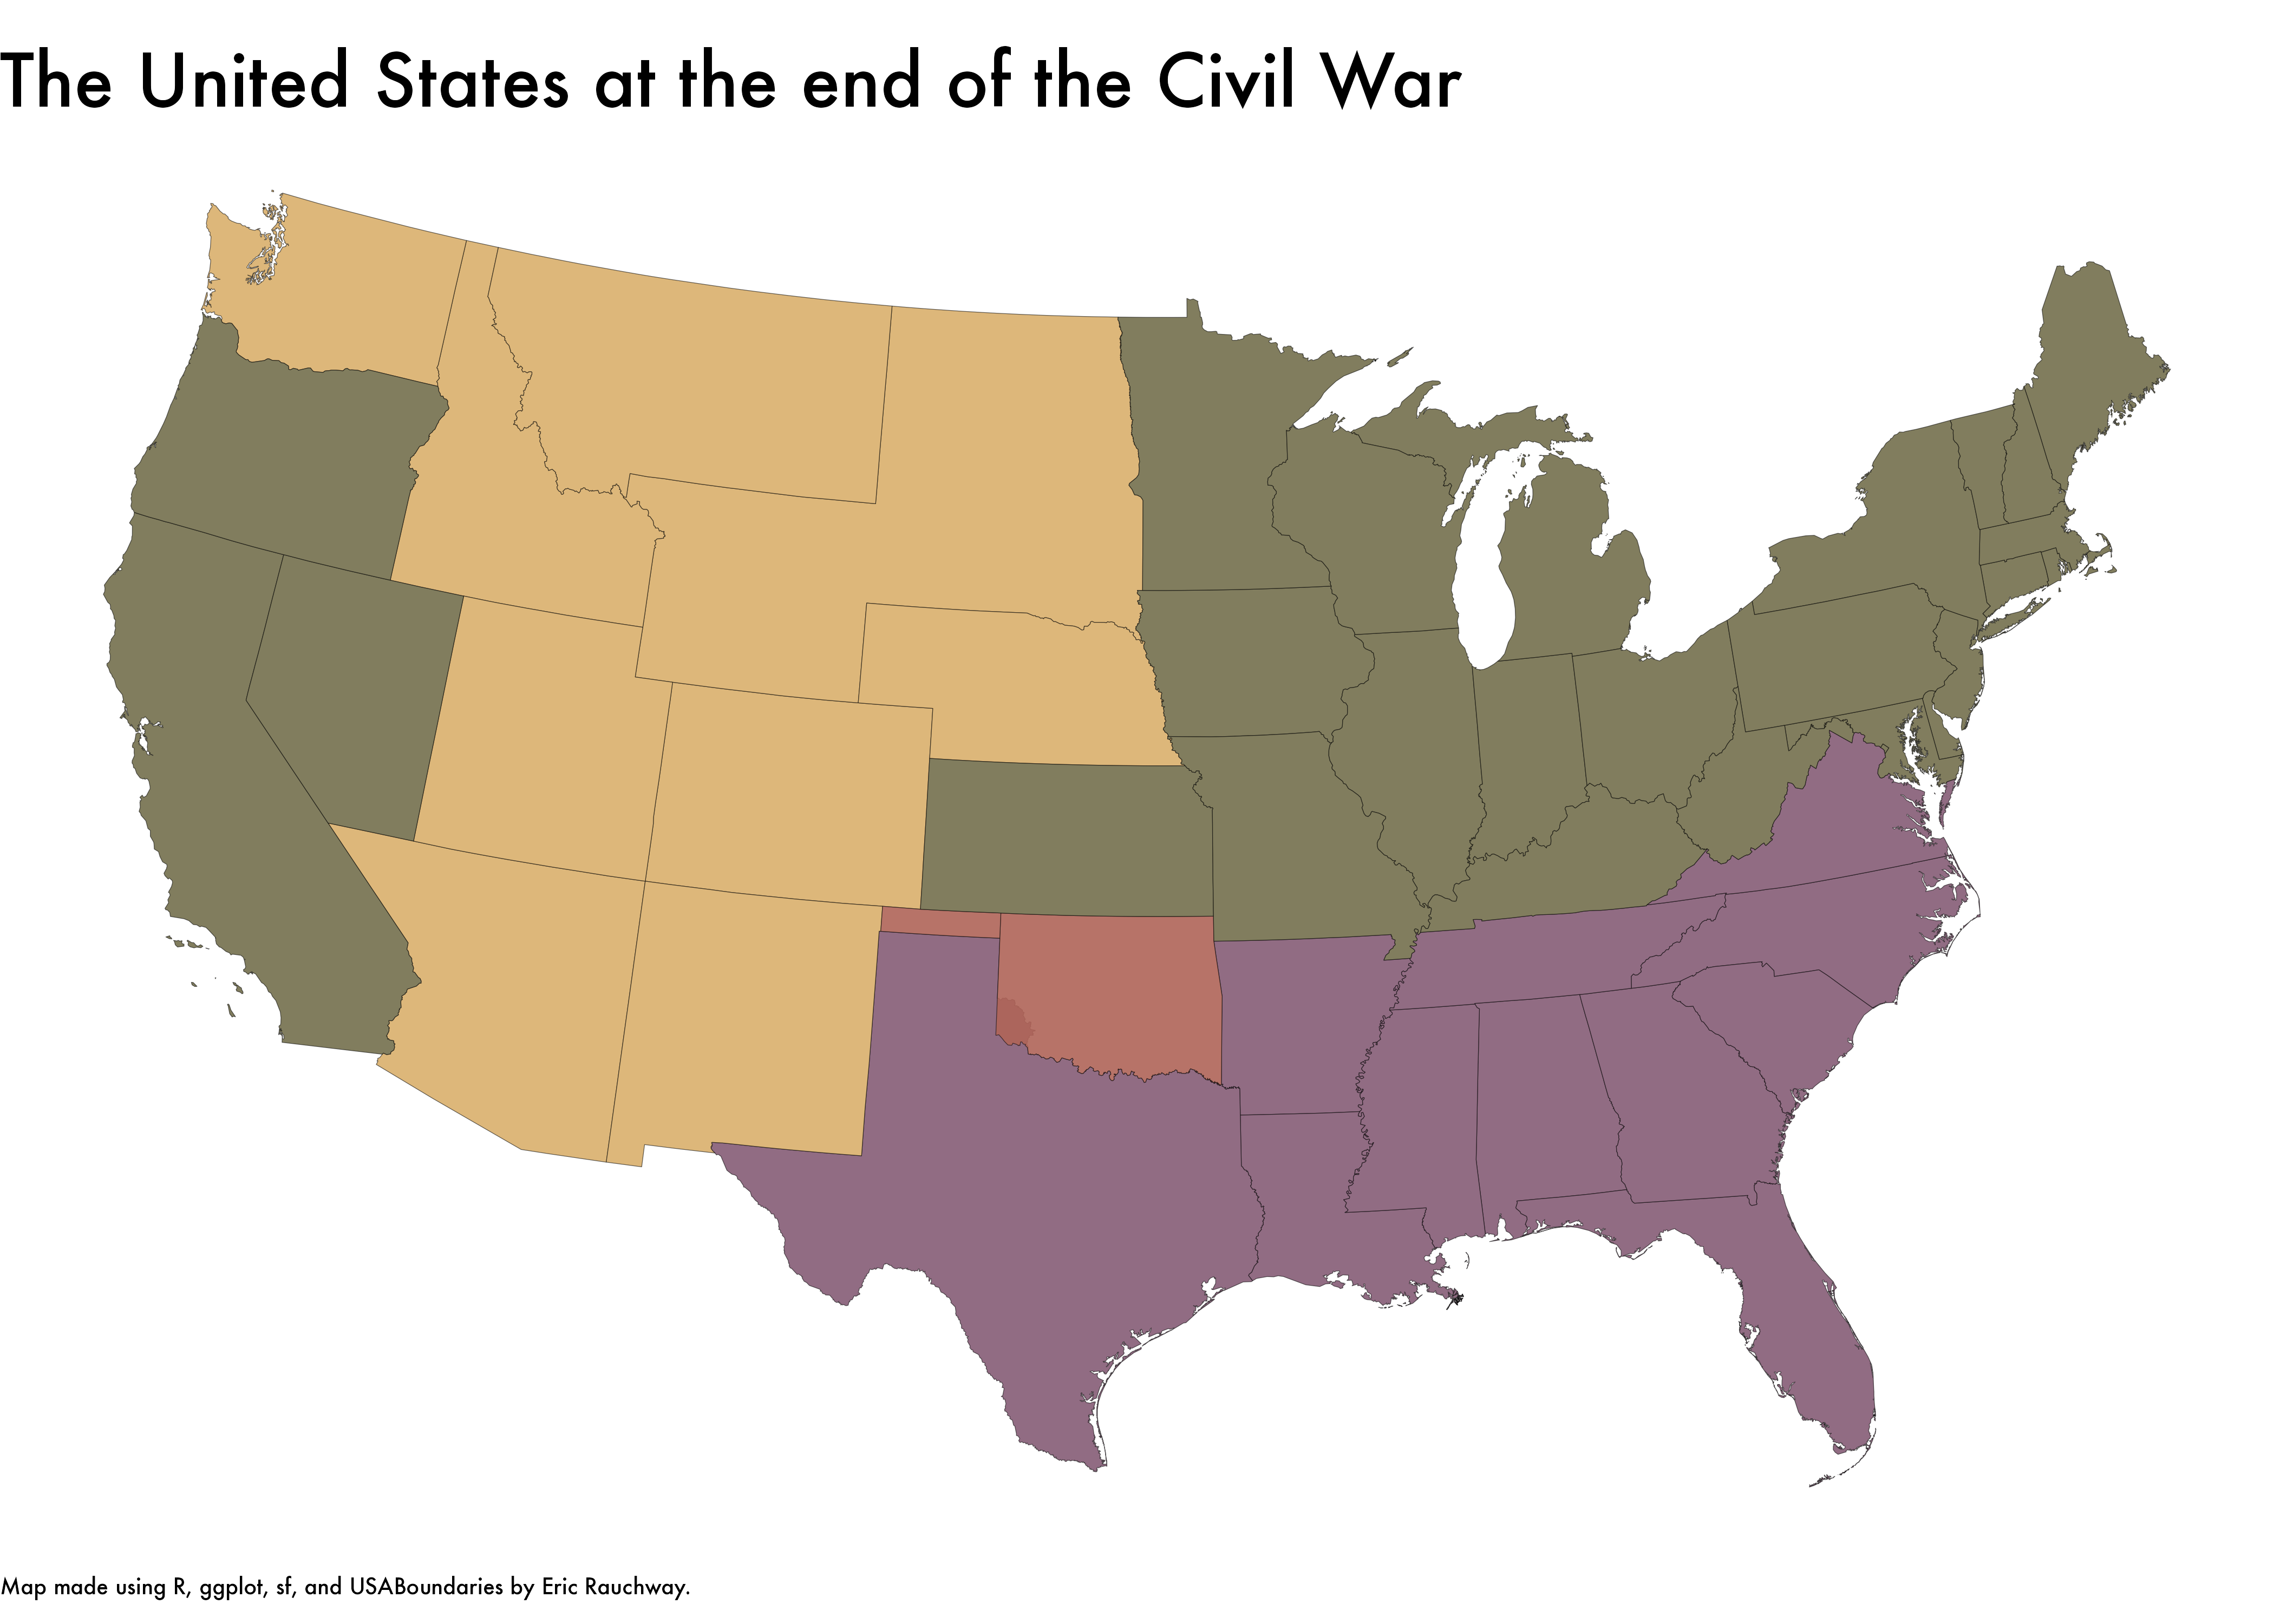 The United States at the end of the Civil War
Map made using R, ggplot, sf, and USABoundaries by Eric Rauchway.